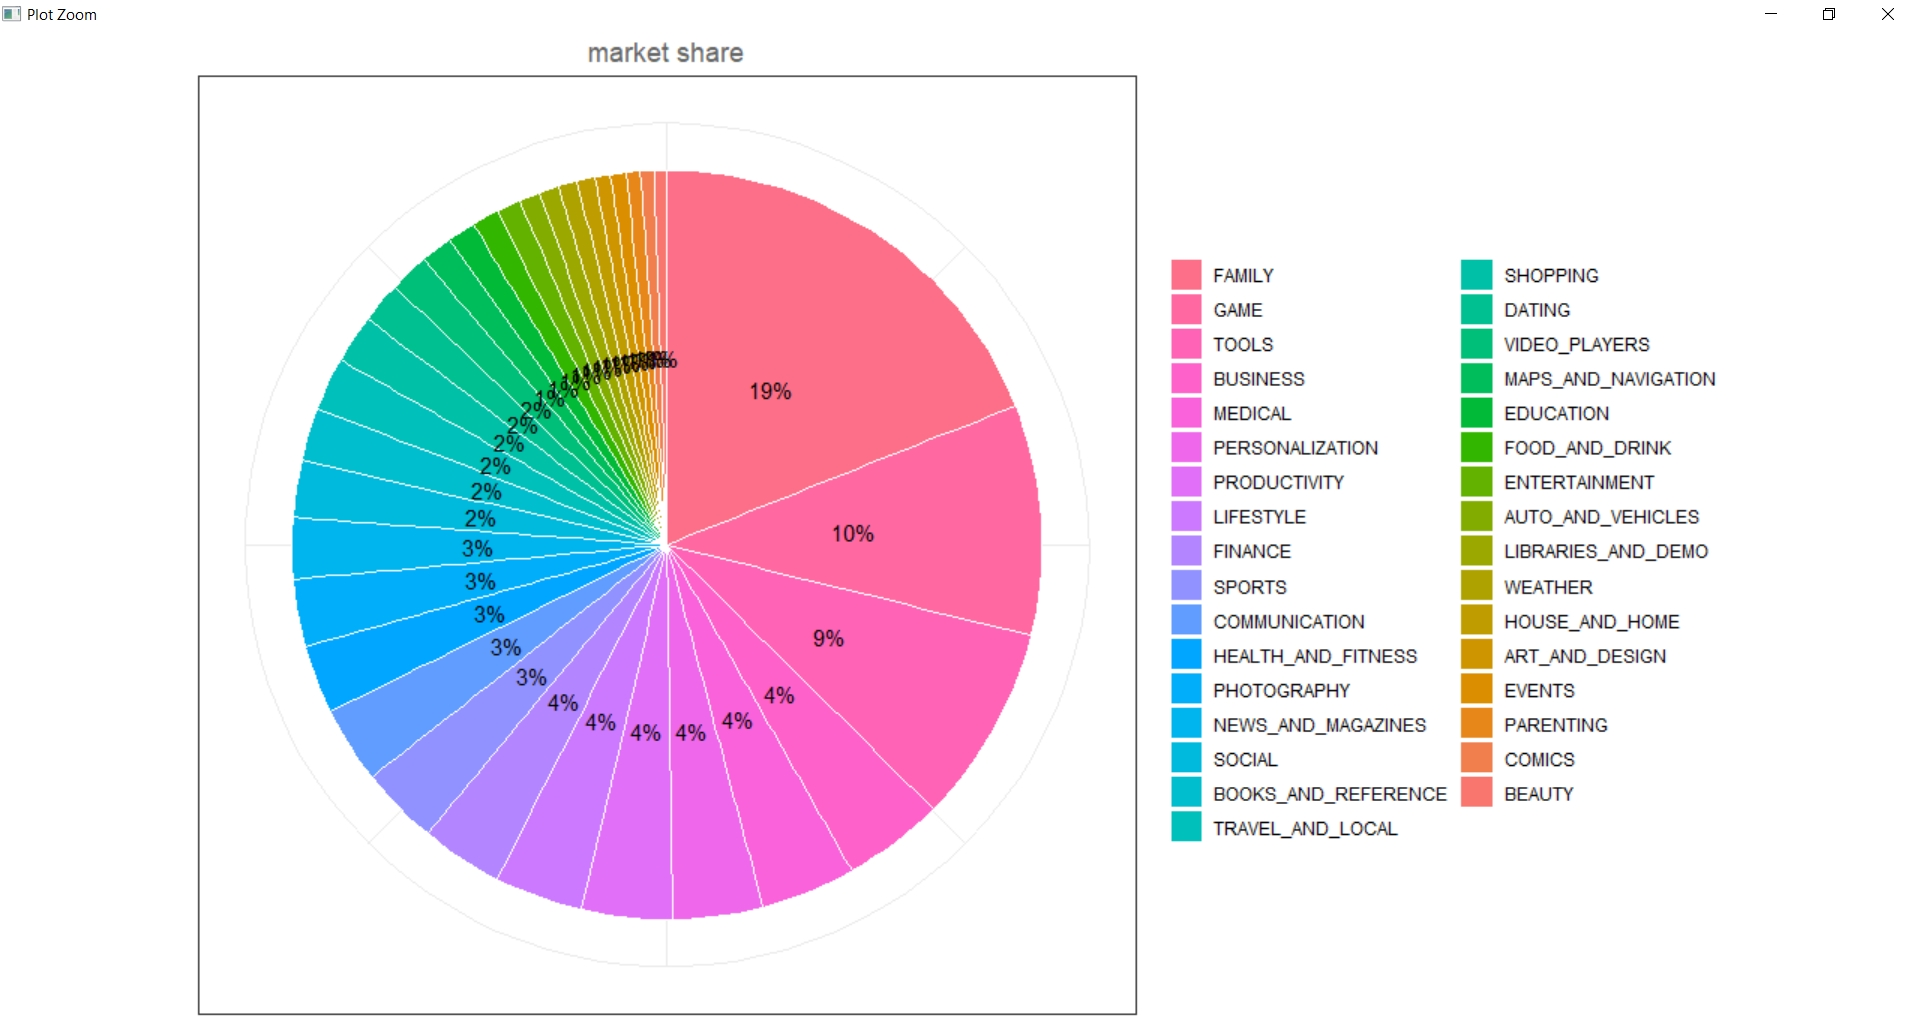 Plot Zoom
market share
19%
10%
9%
4%
4%
4%
4%
4%
4%
3%
3%
3%
3%
3%
2%
2%
2%
2%
2%
2%
1%
1%
FAMILY
GAME
TOOLS
BUSINESS
MEDICAL
PERSONALIZATION
PRODUCTIVITY
LIFESTYLE
FINANCE
SPORTS
COMMUNICATION
HEALTH_AND_FITNESS
PHOTOGRAPHY
NEWS_AND_MAGAZINES
SOCIAL
BOOKS_AND_REFERENCE
TRAVEL_AND_LOCAL
SHOPPING
DATING
VIDEO_PLAYERS
MAPS_AND_NAVIGATION
EDUCATION
FOOD_AND_DRINK
ENTERTAINMENT
AUTO_AND_VEHICLES
LIBRARIES_AND_DEMO
WEATHER
HOUSE_AND_HOME
ART_AND_DESIGN
EVENTS
PARENTING
COMICS
BEAUTY